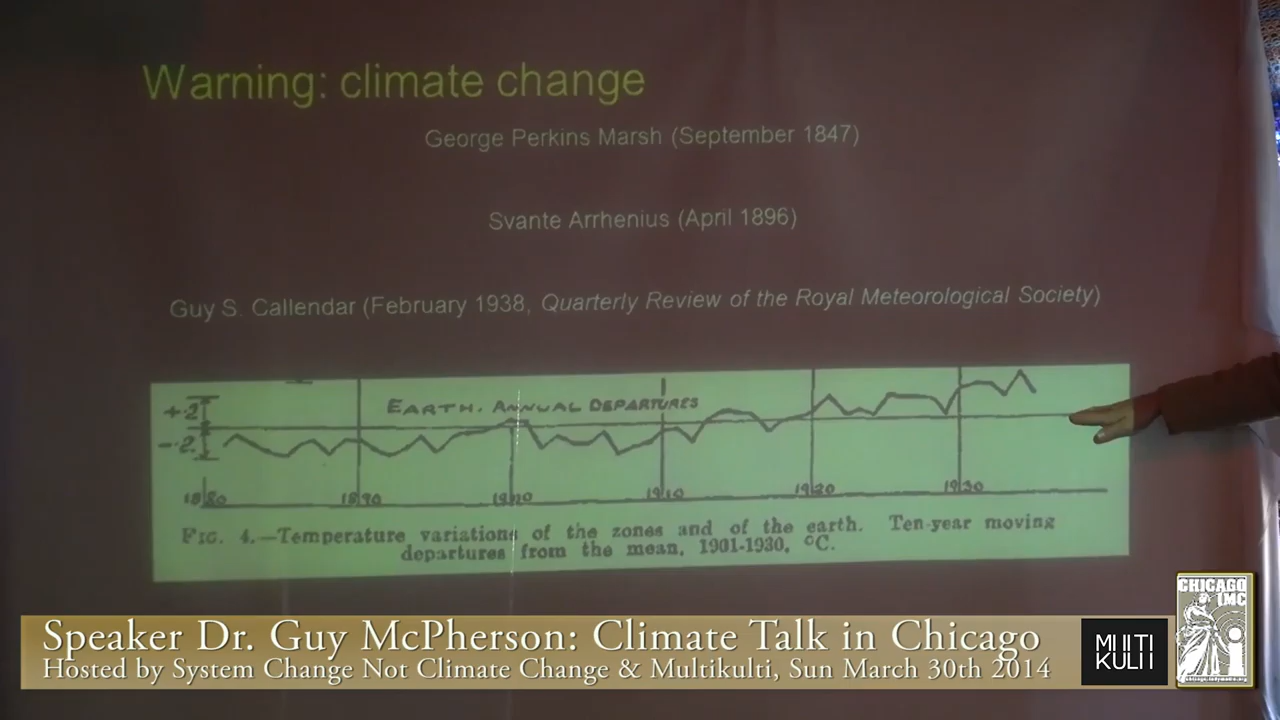 Warning: climate change
George Perkins Marsh (September 1847)
Svante Arrhenius (April 1896)
Guy S. Callendar (February 1938, Quarterly Review of the Royal Meteorological Society)
+.2
EARTH. ANNUAL DEPARTURES
-.2
1880 1890 1900 1910 1920 1930
FIG. 4.—Temperature variations of the zones and of the earth. Ten-year moving
departures from the mean, 1901-1930, °C.
Speaker Dr. Guy McPherson: Climate Talk in Chicago
Hosted by System Change Not Climate Change & Multikulti, Sun March 30th 2014
MULTI
KULTI
CHICAGO
IMC